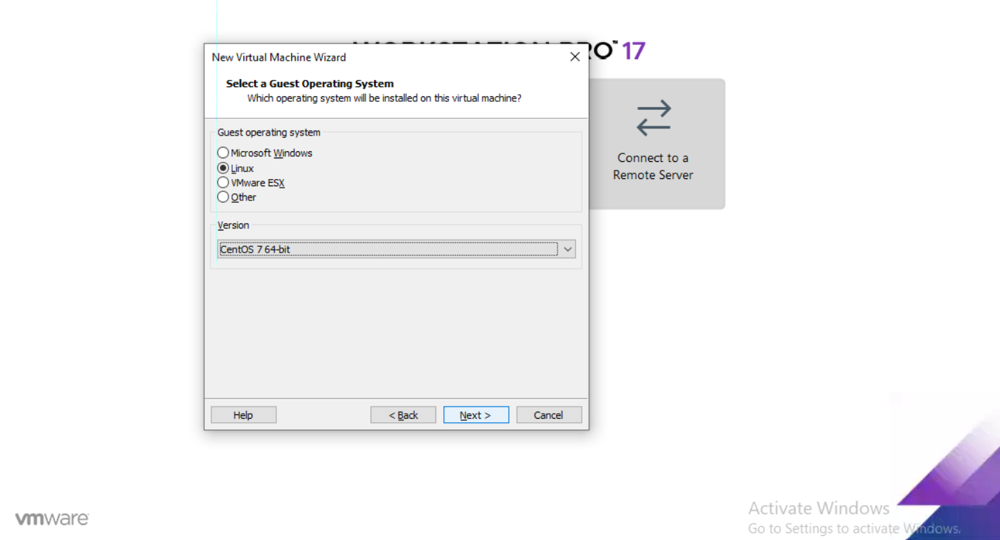 WORKSTATION PRO™ 17
New Virtual Machine Wizard
Select a Guest Operating System
Which operating system will be installed on this virtual machine?
Guest operating system
Microsoft Windows
Linux
VMware ESX
Other
Version
CentOS 7 64-bit
Help
< Back
Next >
Cancel
Connect to a
Remote Server
vmware
Activate Windows
Go to Settings to activate Windows.